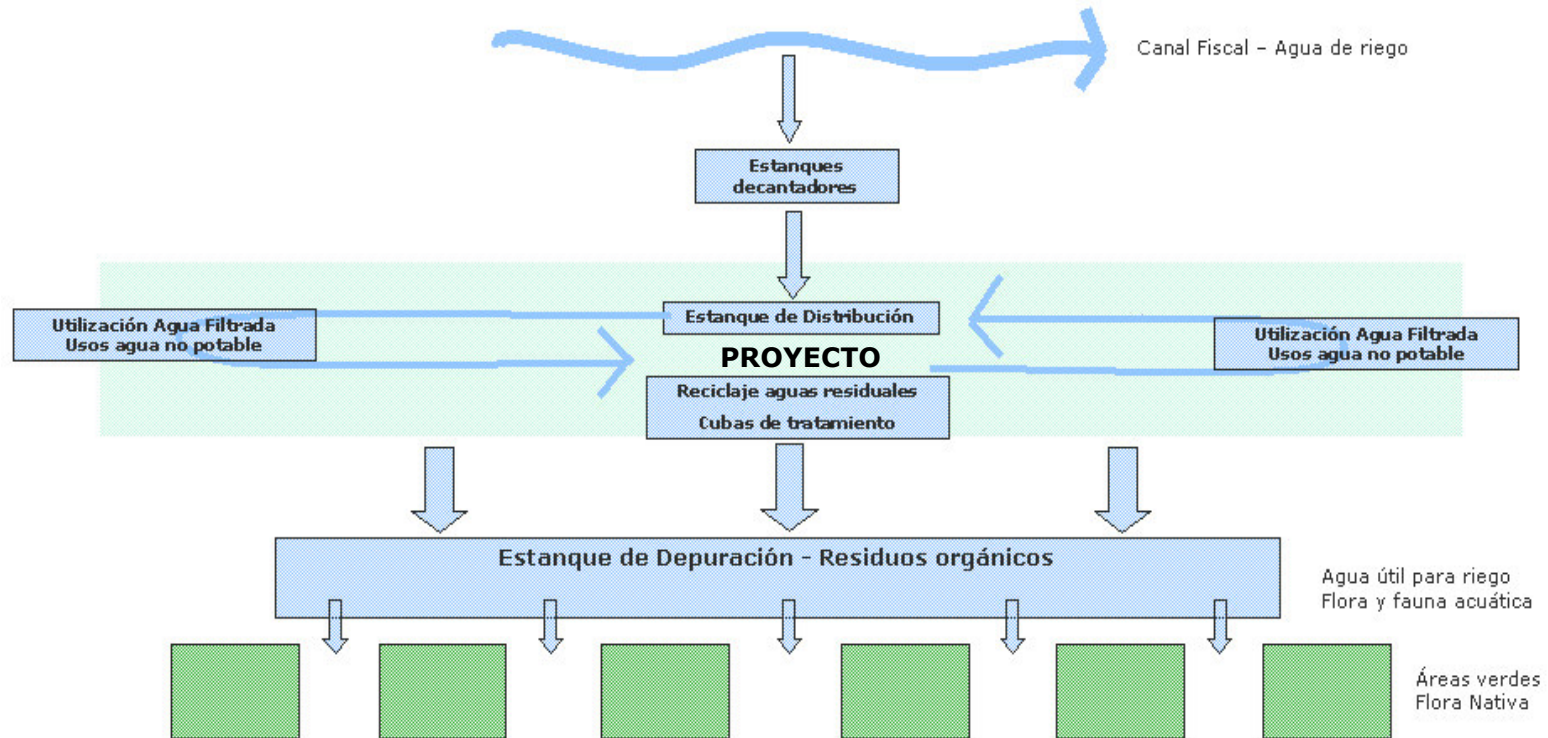 Canal Fiscal - Agua de riego
Estanques
decantadores
Estanque de Distribución
Utilización Agua Filtrada
Usos agua no potable
PROYECTO
Utilización Agua Filtrada
Usos agua no potable
Reciclaje aguas residuales
Cubas de tratamiento
Estanque de Depuración - Residuos orgánicos
Agua útil para riego
Flora y fauna acuática
Áreas verdes
Flora Nativa